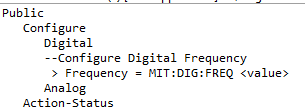 Public
Configure
Digital
--Configure Digital Frequency
> Frequency = MIT:DIG:FREQ <value>
Analog
Action-Status